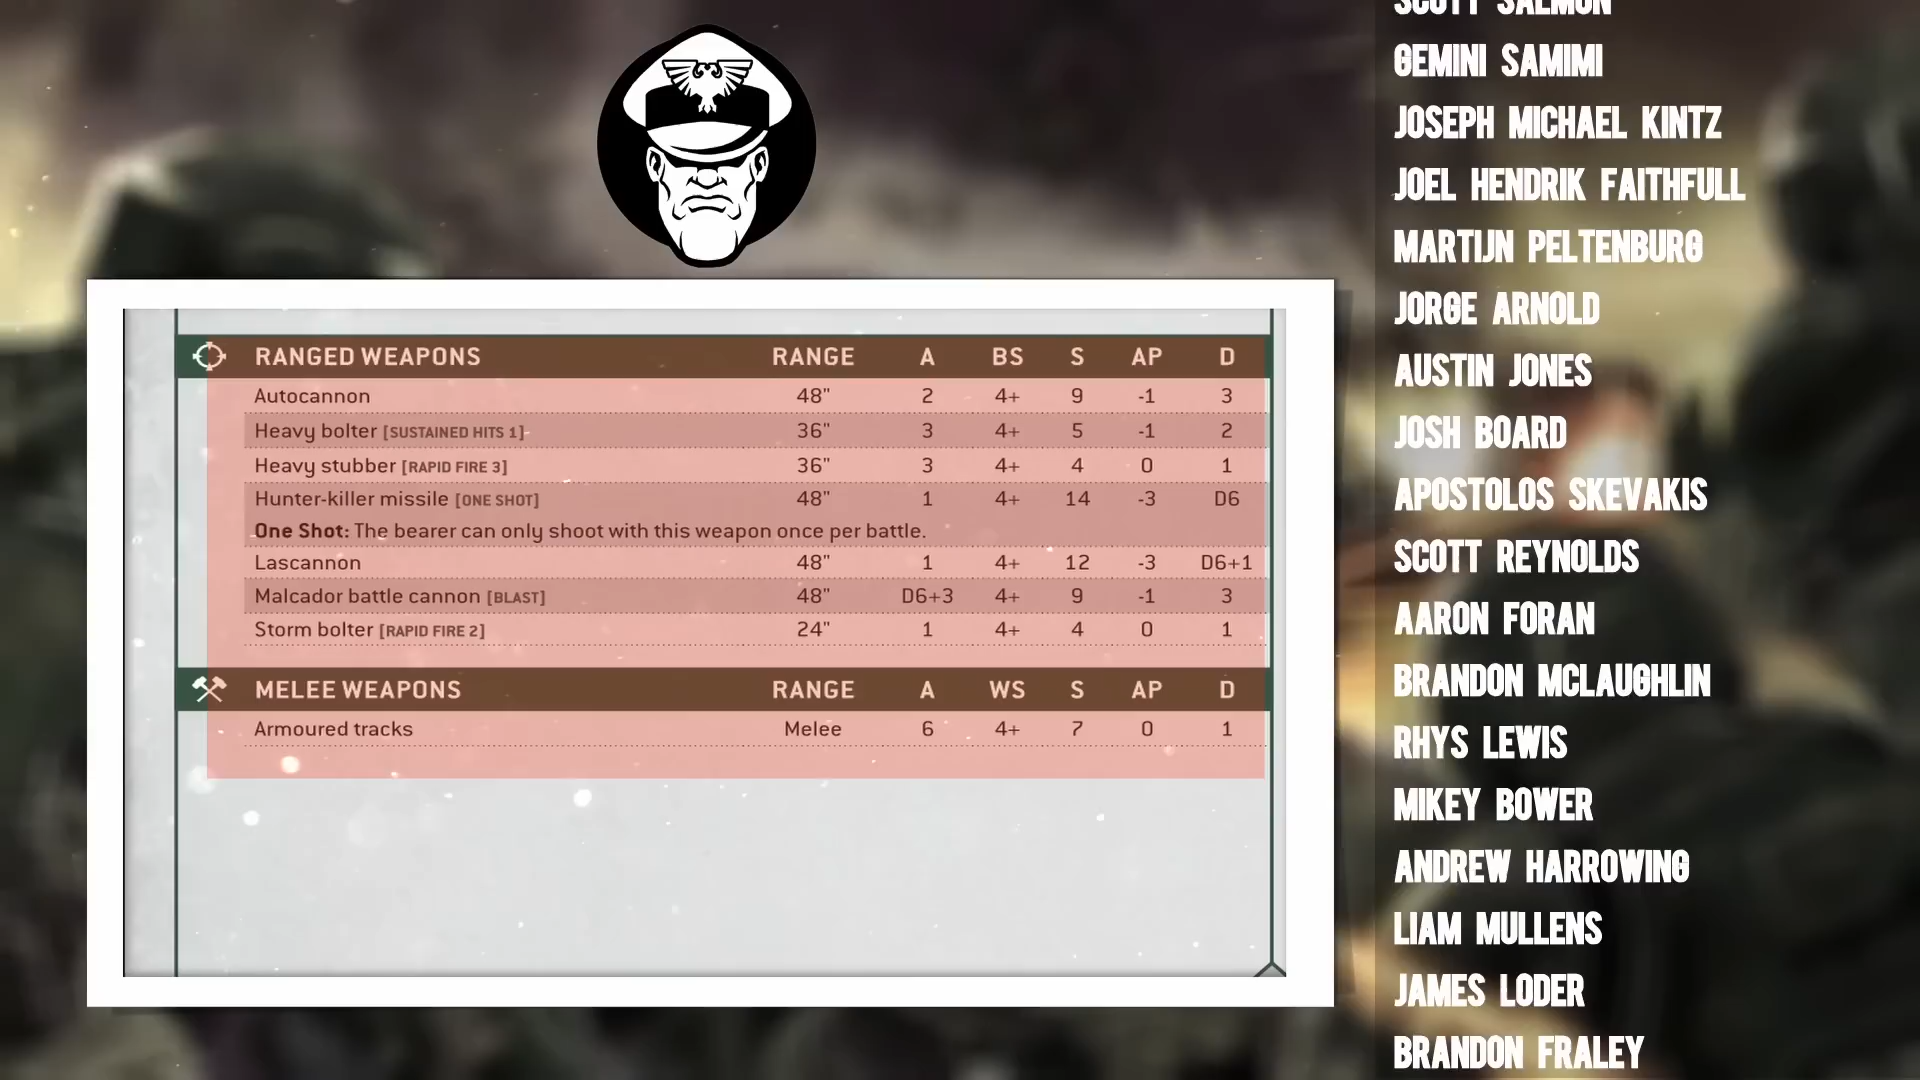 RANGED WEAPONS RANGE A BS S AP D
Autocannon 48" 2 4+ 9 -1 3
Heavy bolter [SUSTAINED HITS 1] 36" 3 4+ 5 -1 2
Heavy stubber [RAPID FIRE 3] 36" 3 4+ 4 0 1
Hunter-killer missile [ONE SHOT] 48" 1 4+ 14 -3 D6
One Shot: The bearer can only shoot with this weapon once per battle.
Lascannon 48" 1 4+ 12 -3 D6+1
Malcador battle cannon [BLAST] 48" D6+3 4+ 9 -1 3
Storm bolter [RAPID FIRE 2] 24" 1 4+ 4 0 1
MELEE WEAPONS RANGE A WS S AP D
Armoured tracks Melee 6 4+ 7 0 1
SCOTT SALMON
GEMINI SAMIMI
JOSEPH MICHAEL KINTZ
JOEL HENDRIK FAITHFULL
MARTIJN PELTENBURG
JORGE ARNOLD
AUSTIN JONES
JOSH BOARD
APOSTOLOS SKEVAKIS
SCOTT REYNOLDS
AARON FORAN
BRANDON MCLAUGHLIN
RHYS LEWIS
MIKEY BOWER
ANDREW HARROWING
LIAM MULLENS
JAMES LODER
BRANDON FRALEY